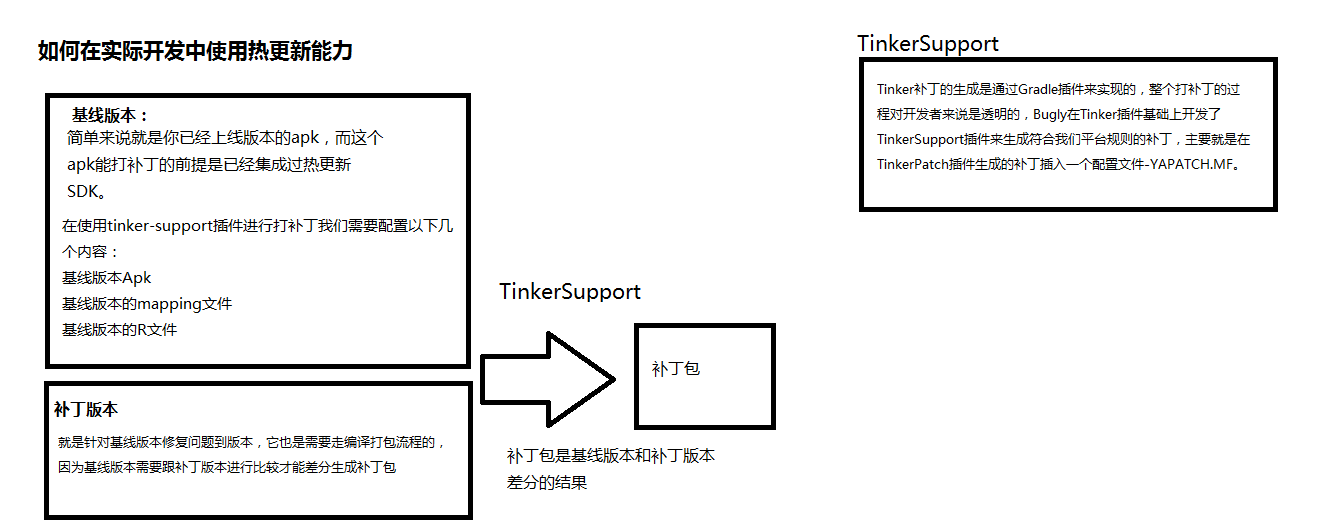 如何在实际开发中使用热更新能力
基线版本：
简单来说就是你已经上线版本的apk，而这个
apk能打补丁的前提是已经集成过热更新
SDK。
在使用tinker-support插件进行打补丁我们需要配置以下几
个内容：
基线版本Apk
基线版本的mapping文件
基线版本的R文件
补丁版本
就是针对基线版本修复问题到版本，它也是需要走编译打包流程的，
因为基线版本需要跟补丁版本进行比较才能差分生成补丁包
TinkerSupport
补丁包
补丁包是基线版本和补丁版本
差分的结果
TinkerSupport
Tinker补丁的生成是通过Gradle插件来实现的，整个打补丁的过
程对开发者来说是透明的，Bugly在Tinker插件基础上开发了
TinkerSupport插件来生成符合我们平台规则的补丁，主要就是在
TinkerPatch插件生成的补丁插入一个配置文件-YAPATCH.MF。